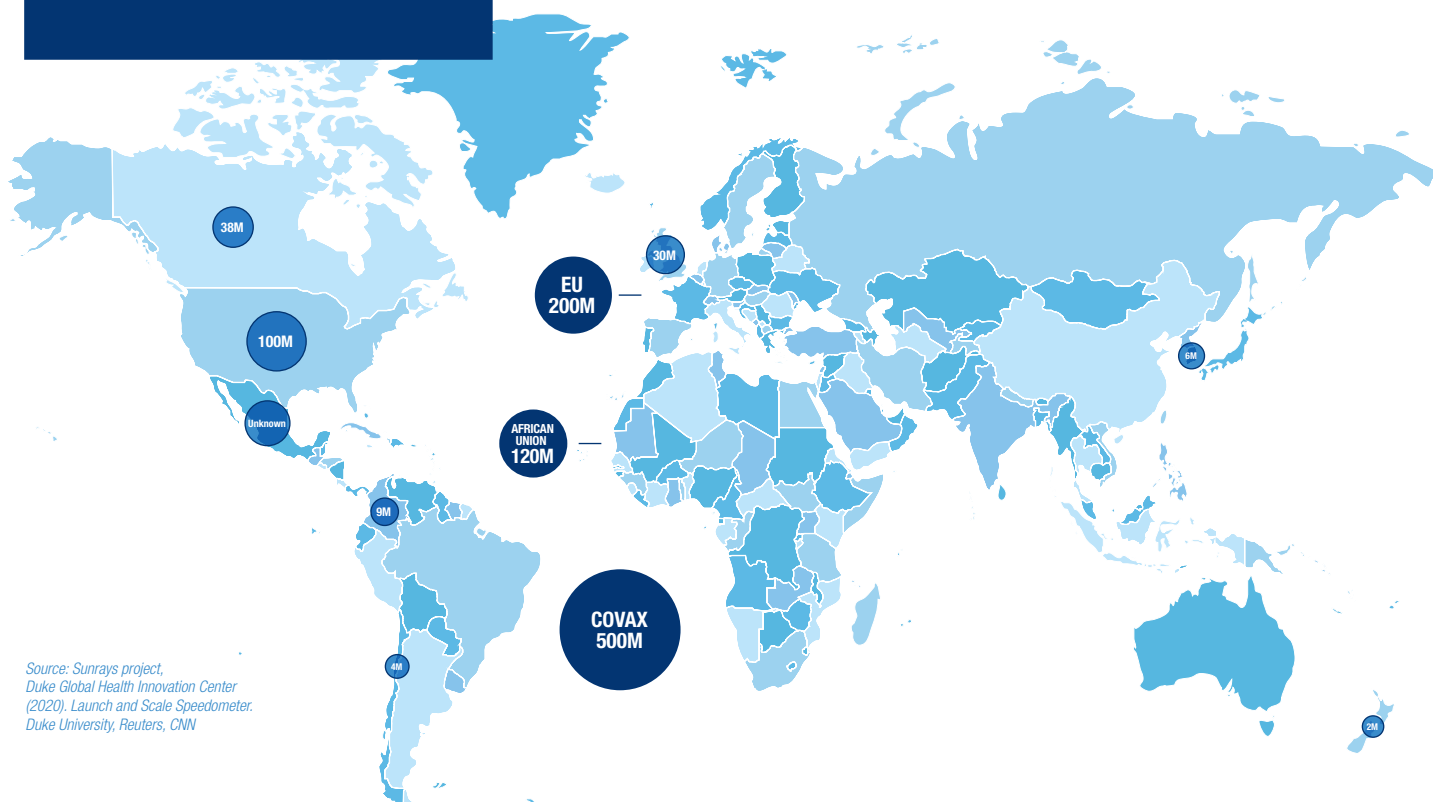 38M
30M
EU
200M
100M
6M
Unknown
AFRICAN
UNION
120M
9M
COVAX
500M
4M
Source: Sunrays project,
Duke Global Health Innovation Center
(2020). Launch and Scale Speedometer.
Duke University, Reuters, CNN
2M